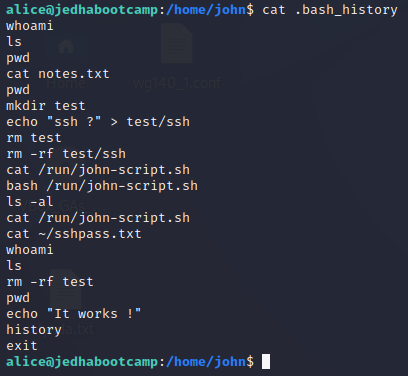 alice@jedhabootcamp:/home/john$ cat .bash_history
whoami
ls
pwd
cat notes.txt
pwd
mkdir test
echo "ssh ?" > test/ssh
rm test
rm -rf test/ssh
cat /run/john-script.sh
bash /run/john-script.sh
ls -al
cat /run/john-script.sh
cat ~/sshpass.txt
whoami
ls
rm -rf test
pwd
echo "It works !"
history
exit
alice@jedhabootcamp:/home/john$
Home
wg140_1.conf